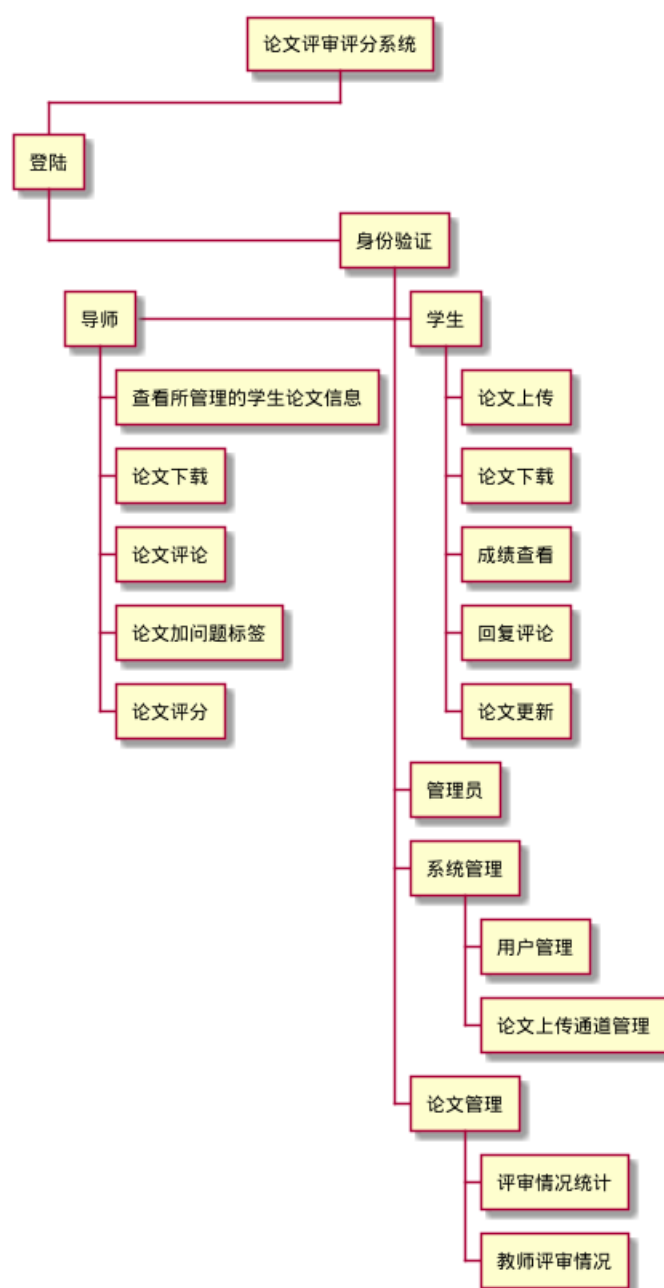 论文评审评分系统
登陆
身份验证
导师
学生
查看所管理的学生论文信息
论文上传
论文下载
论文下载
论文评论
成绩查看
论文加问题标签
回复评论
论文评分
论文更新
管理员
系统管理
用户管理
论文上传通道管理
论文管理
评审情况统计
教师评审情况